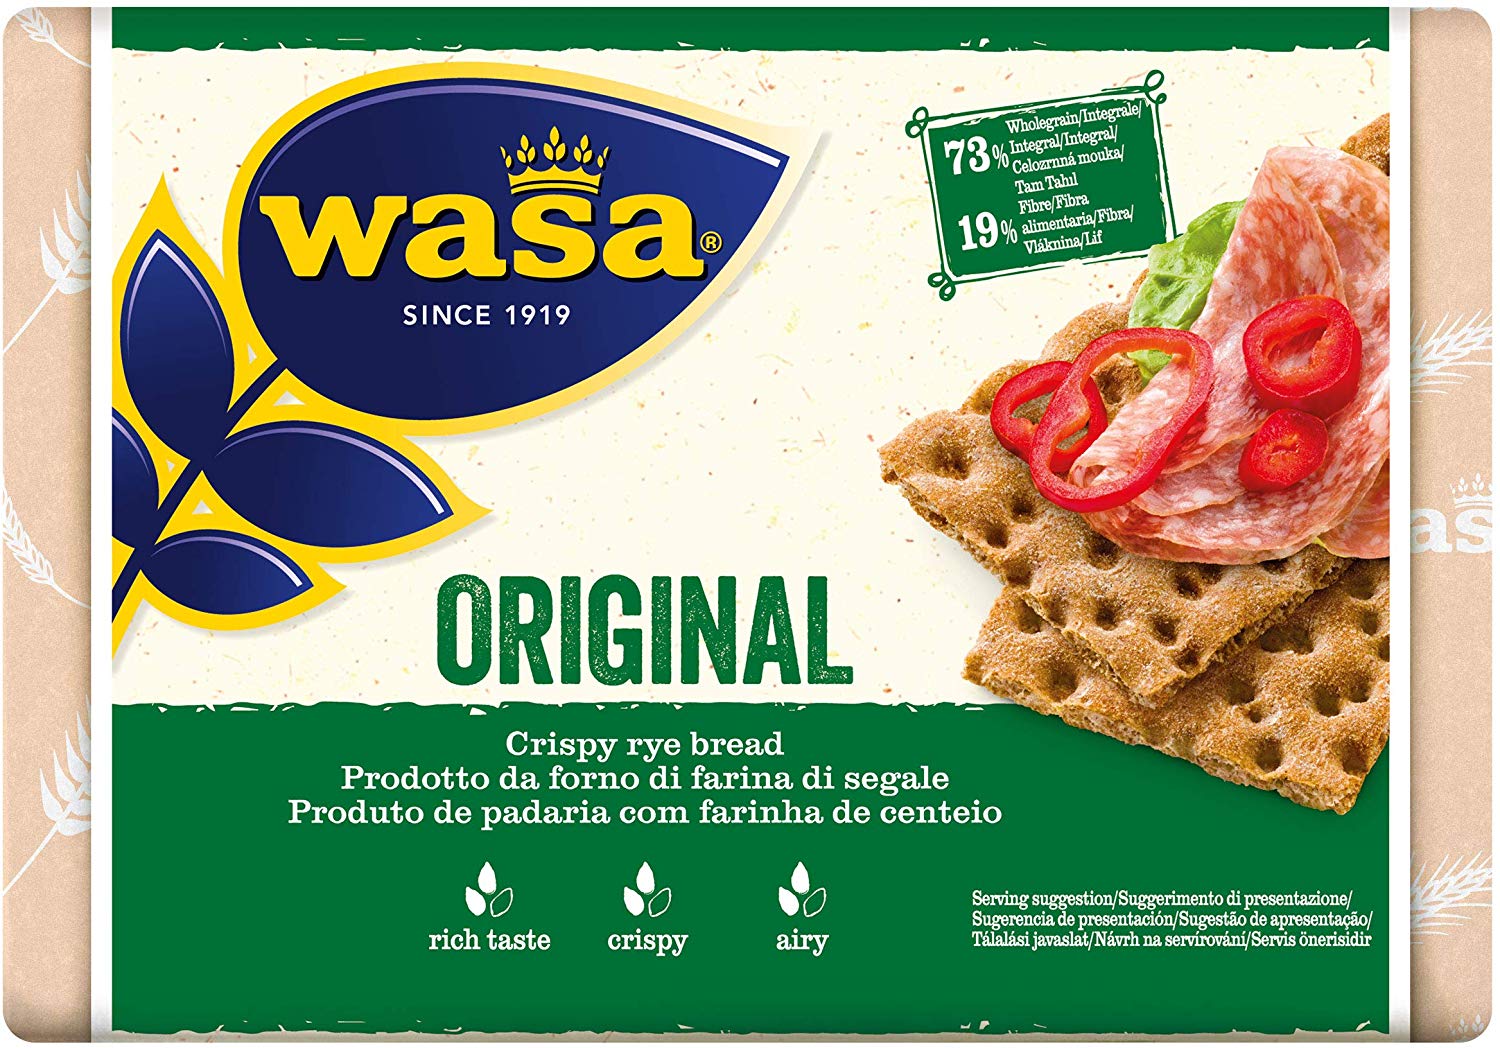 wasa®
SINCE 1919
73% Wholegrain/Integrale/
Integral/Integral/
Celozrnná mouka/
Tam Tahıl
19% Fibre/Fibra
alimentaria/Fibra/
Vláknina/Lif
ORIGINAL
Crispy rye bread
Prodotto da forno di farina di segale
Produto de padaria com farinha de centeio
rich taste
crispy
airy
Serving suggestion/Suggerimento di presentazione/
Sugerencia de presentación/Sugestão de apresentação/
Tálalási javaslat/Návrh na servírování/Servis önerisidir
as